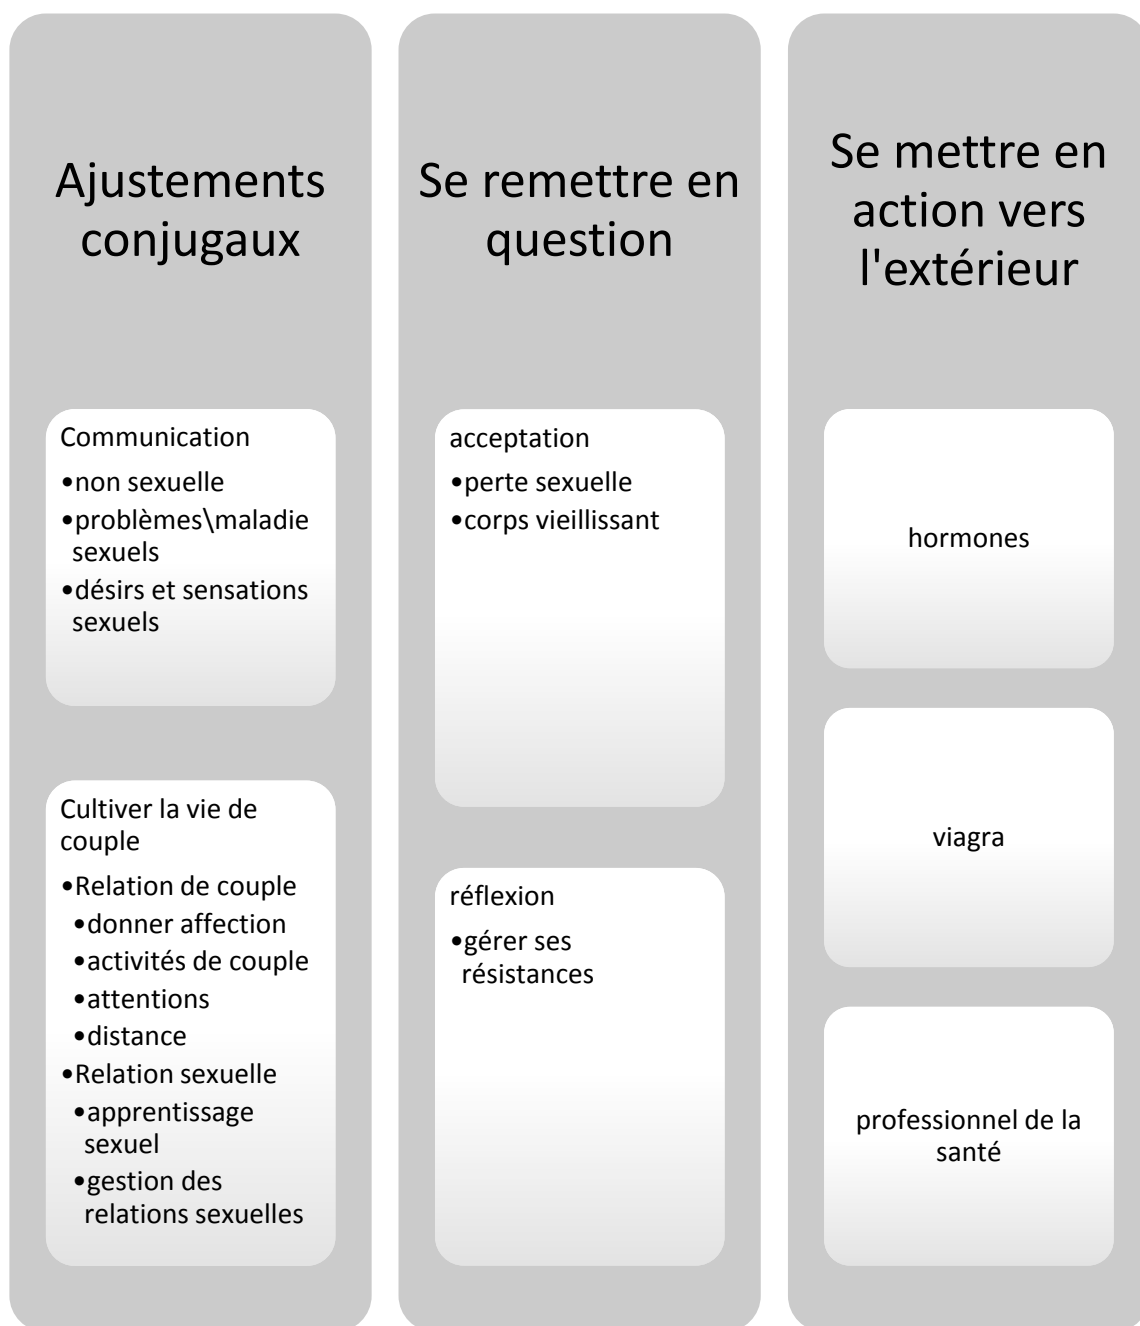 Ajustements
conjugaux
Communication
•non sexuelle
•problèmes\maladie
sexuels
•désirs et sensations
sexuels
Cultiver la vie de
couple
•Relation de couple
•donner affection
•activités de couple
•attentions
•distance
•Relation sexuelle
•apprentissage
sexuel
•gestion des
relations sexuelles
Se remettre en
question
acceptation
•perte sexuelle
•corps vieillissant
réflexion
•gérer ses
résistances
Se mettre en
action vers
l'extérieur
hormones
viagra
professionnel de la
santé